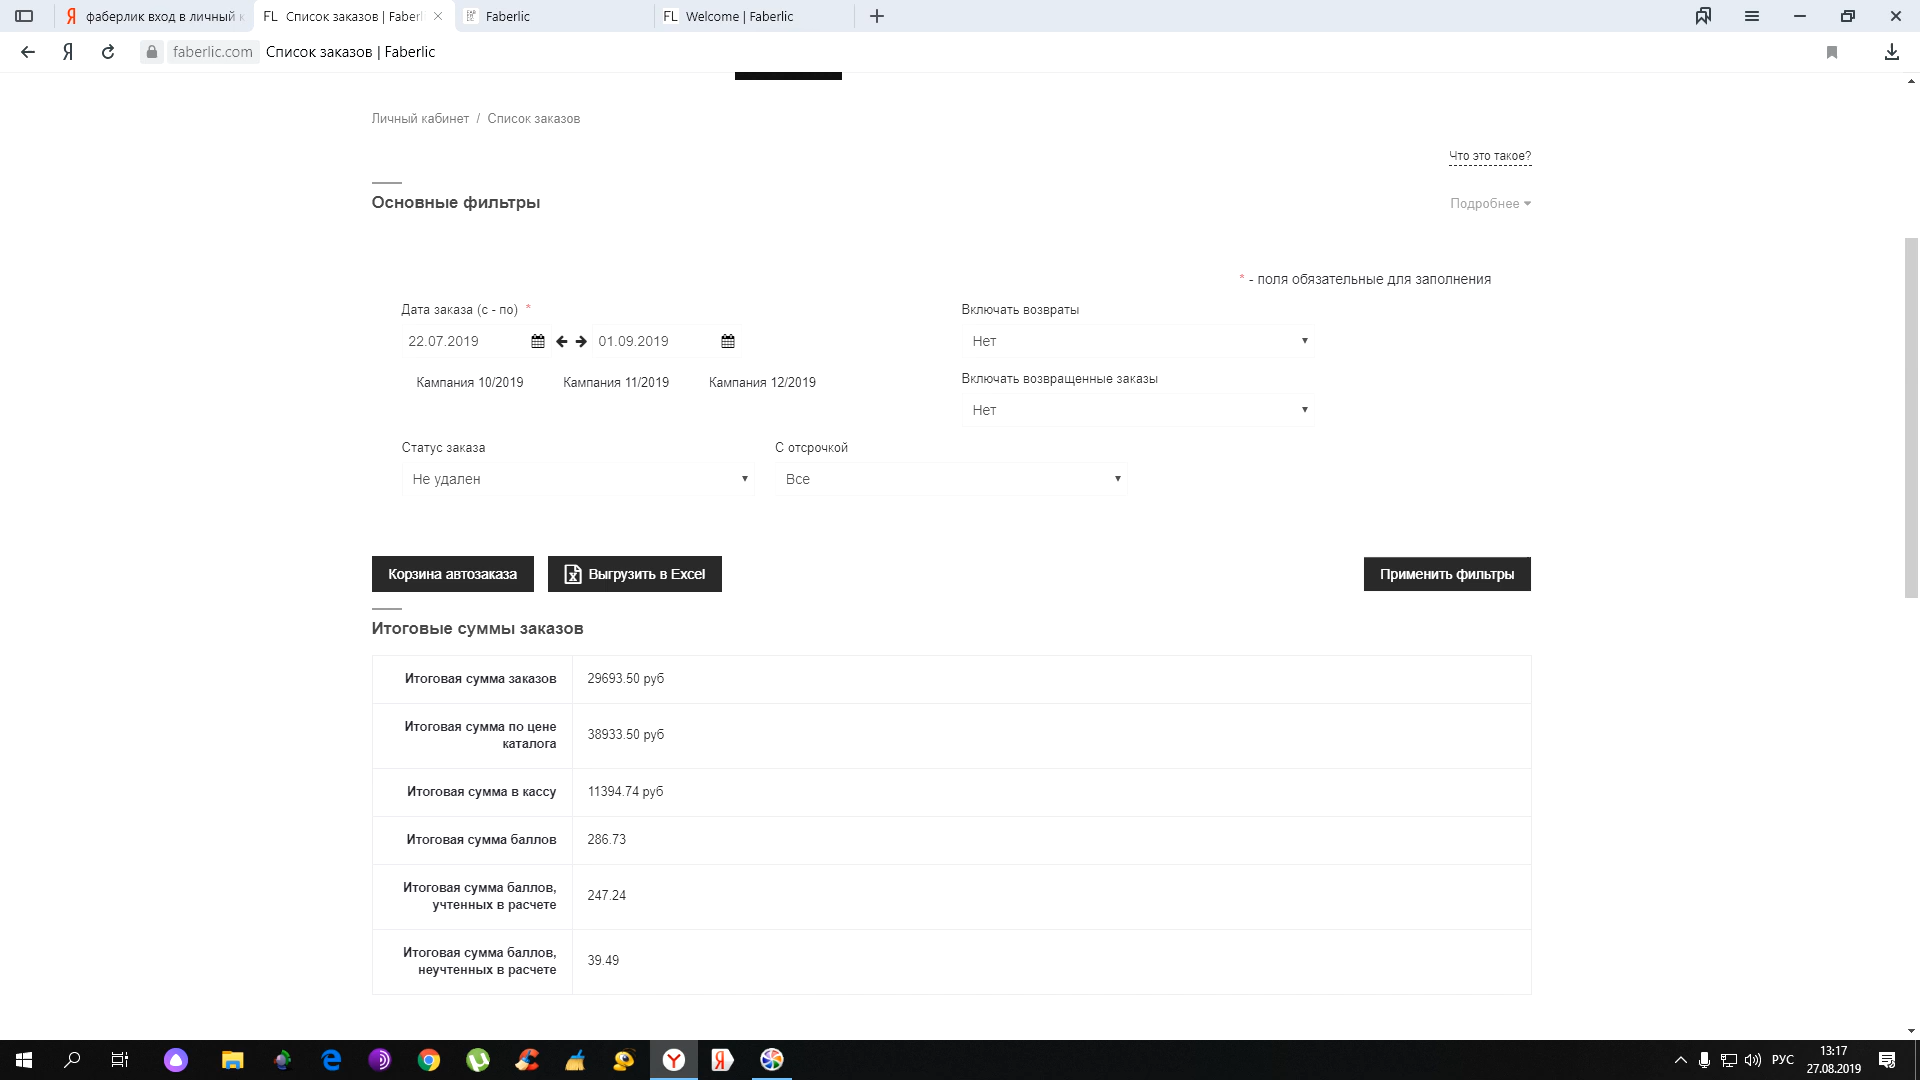 фаберлик вход в личный к
FL Список заказов | Faberl
Faberlic
FL Welcome | Faberlic
Я
faberlic.com Список заказов | Faberlic
Личный кабинет / Список заказов
Что это такое?
Основные фильтры
Подробнее
* - поля обязательные для заполнения
Дата заказа (с - по) *
Включать возвраты
22.07.2019
01.09.2019
Нет
Кампания 10/2019 Кампания 11/2019 Кампания 12/2019
Включать возвращенные заказы
Нет
Статус заказа
С отсрочкой
Не удален
Все
Корзина автозаказа
Выгрузить в Excel
Применить фильтры
Итоговые суммы заказов
Итоговая сумма заказов
29693.50 руб
Итоговая сумма по цене
каталога
38933.50 руб
Итоговая сумма в кассу
11394.74 руб
Итоговая сумма баллов
286.73
Итоговая сумма баллов,
учтенных в расчете
247.24
Итоговая сумма баллов,
неучтенных в расчете
39.49
РУС
13:17
27.08.2019